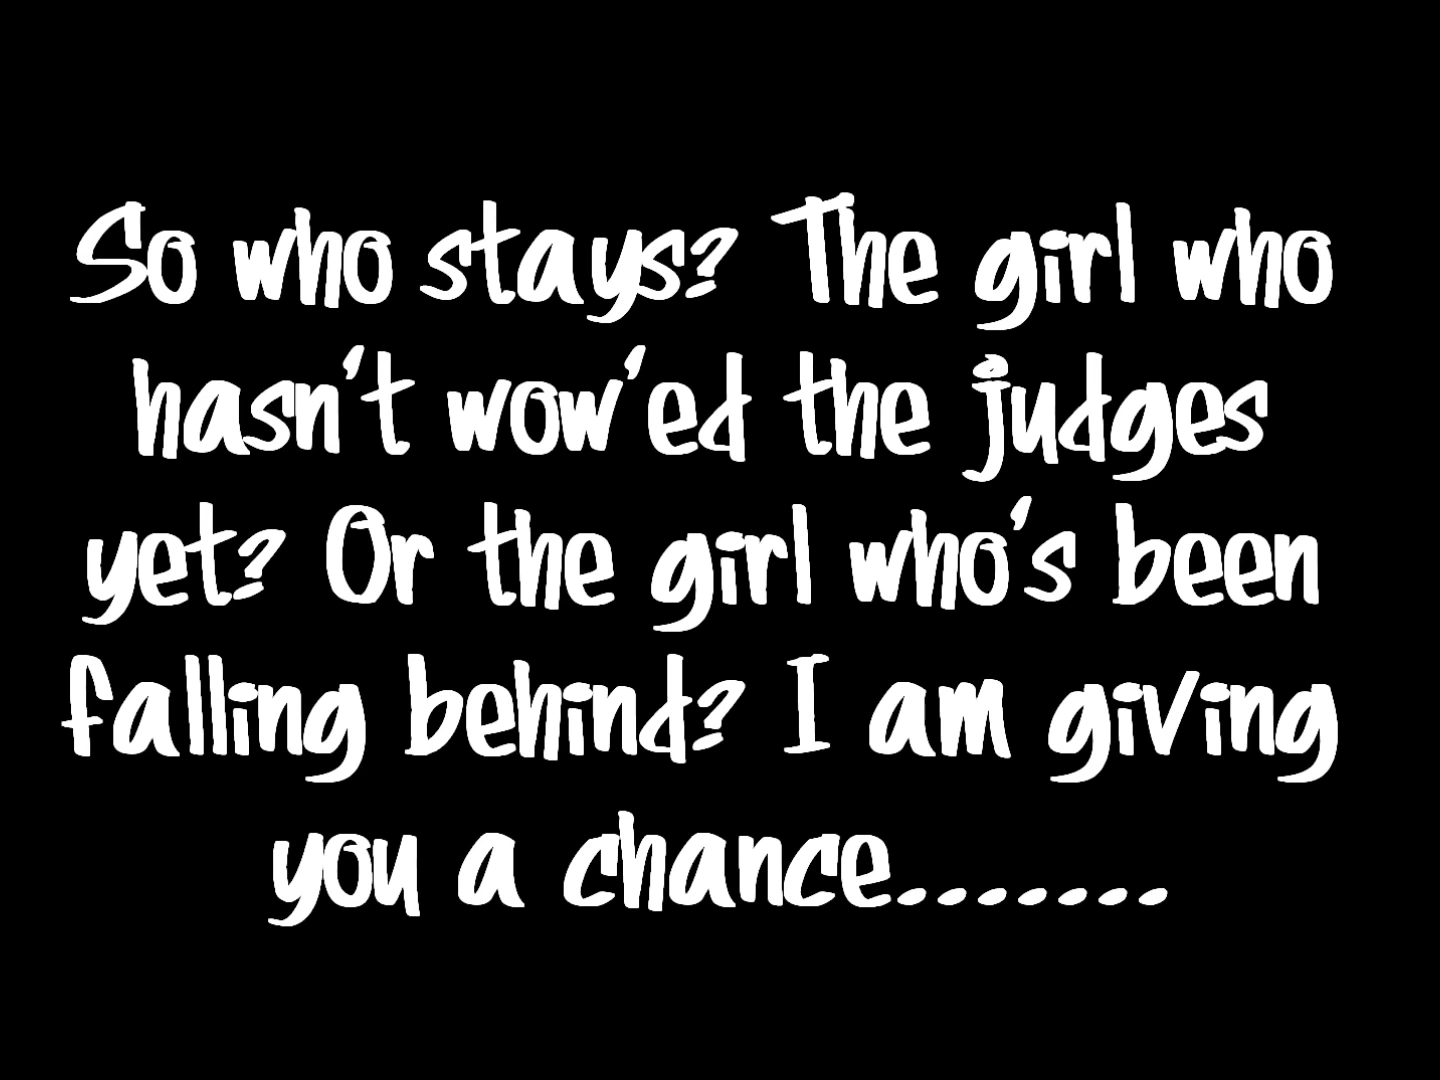 So who stays? The girl who
hasn't wow'ed the judges
yet? Or the girl who's been
falling behind? I am giving
you a chance.......